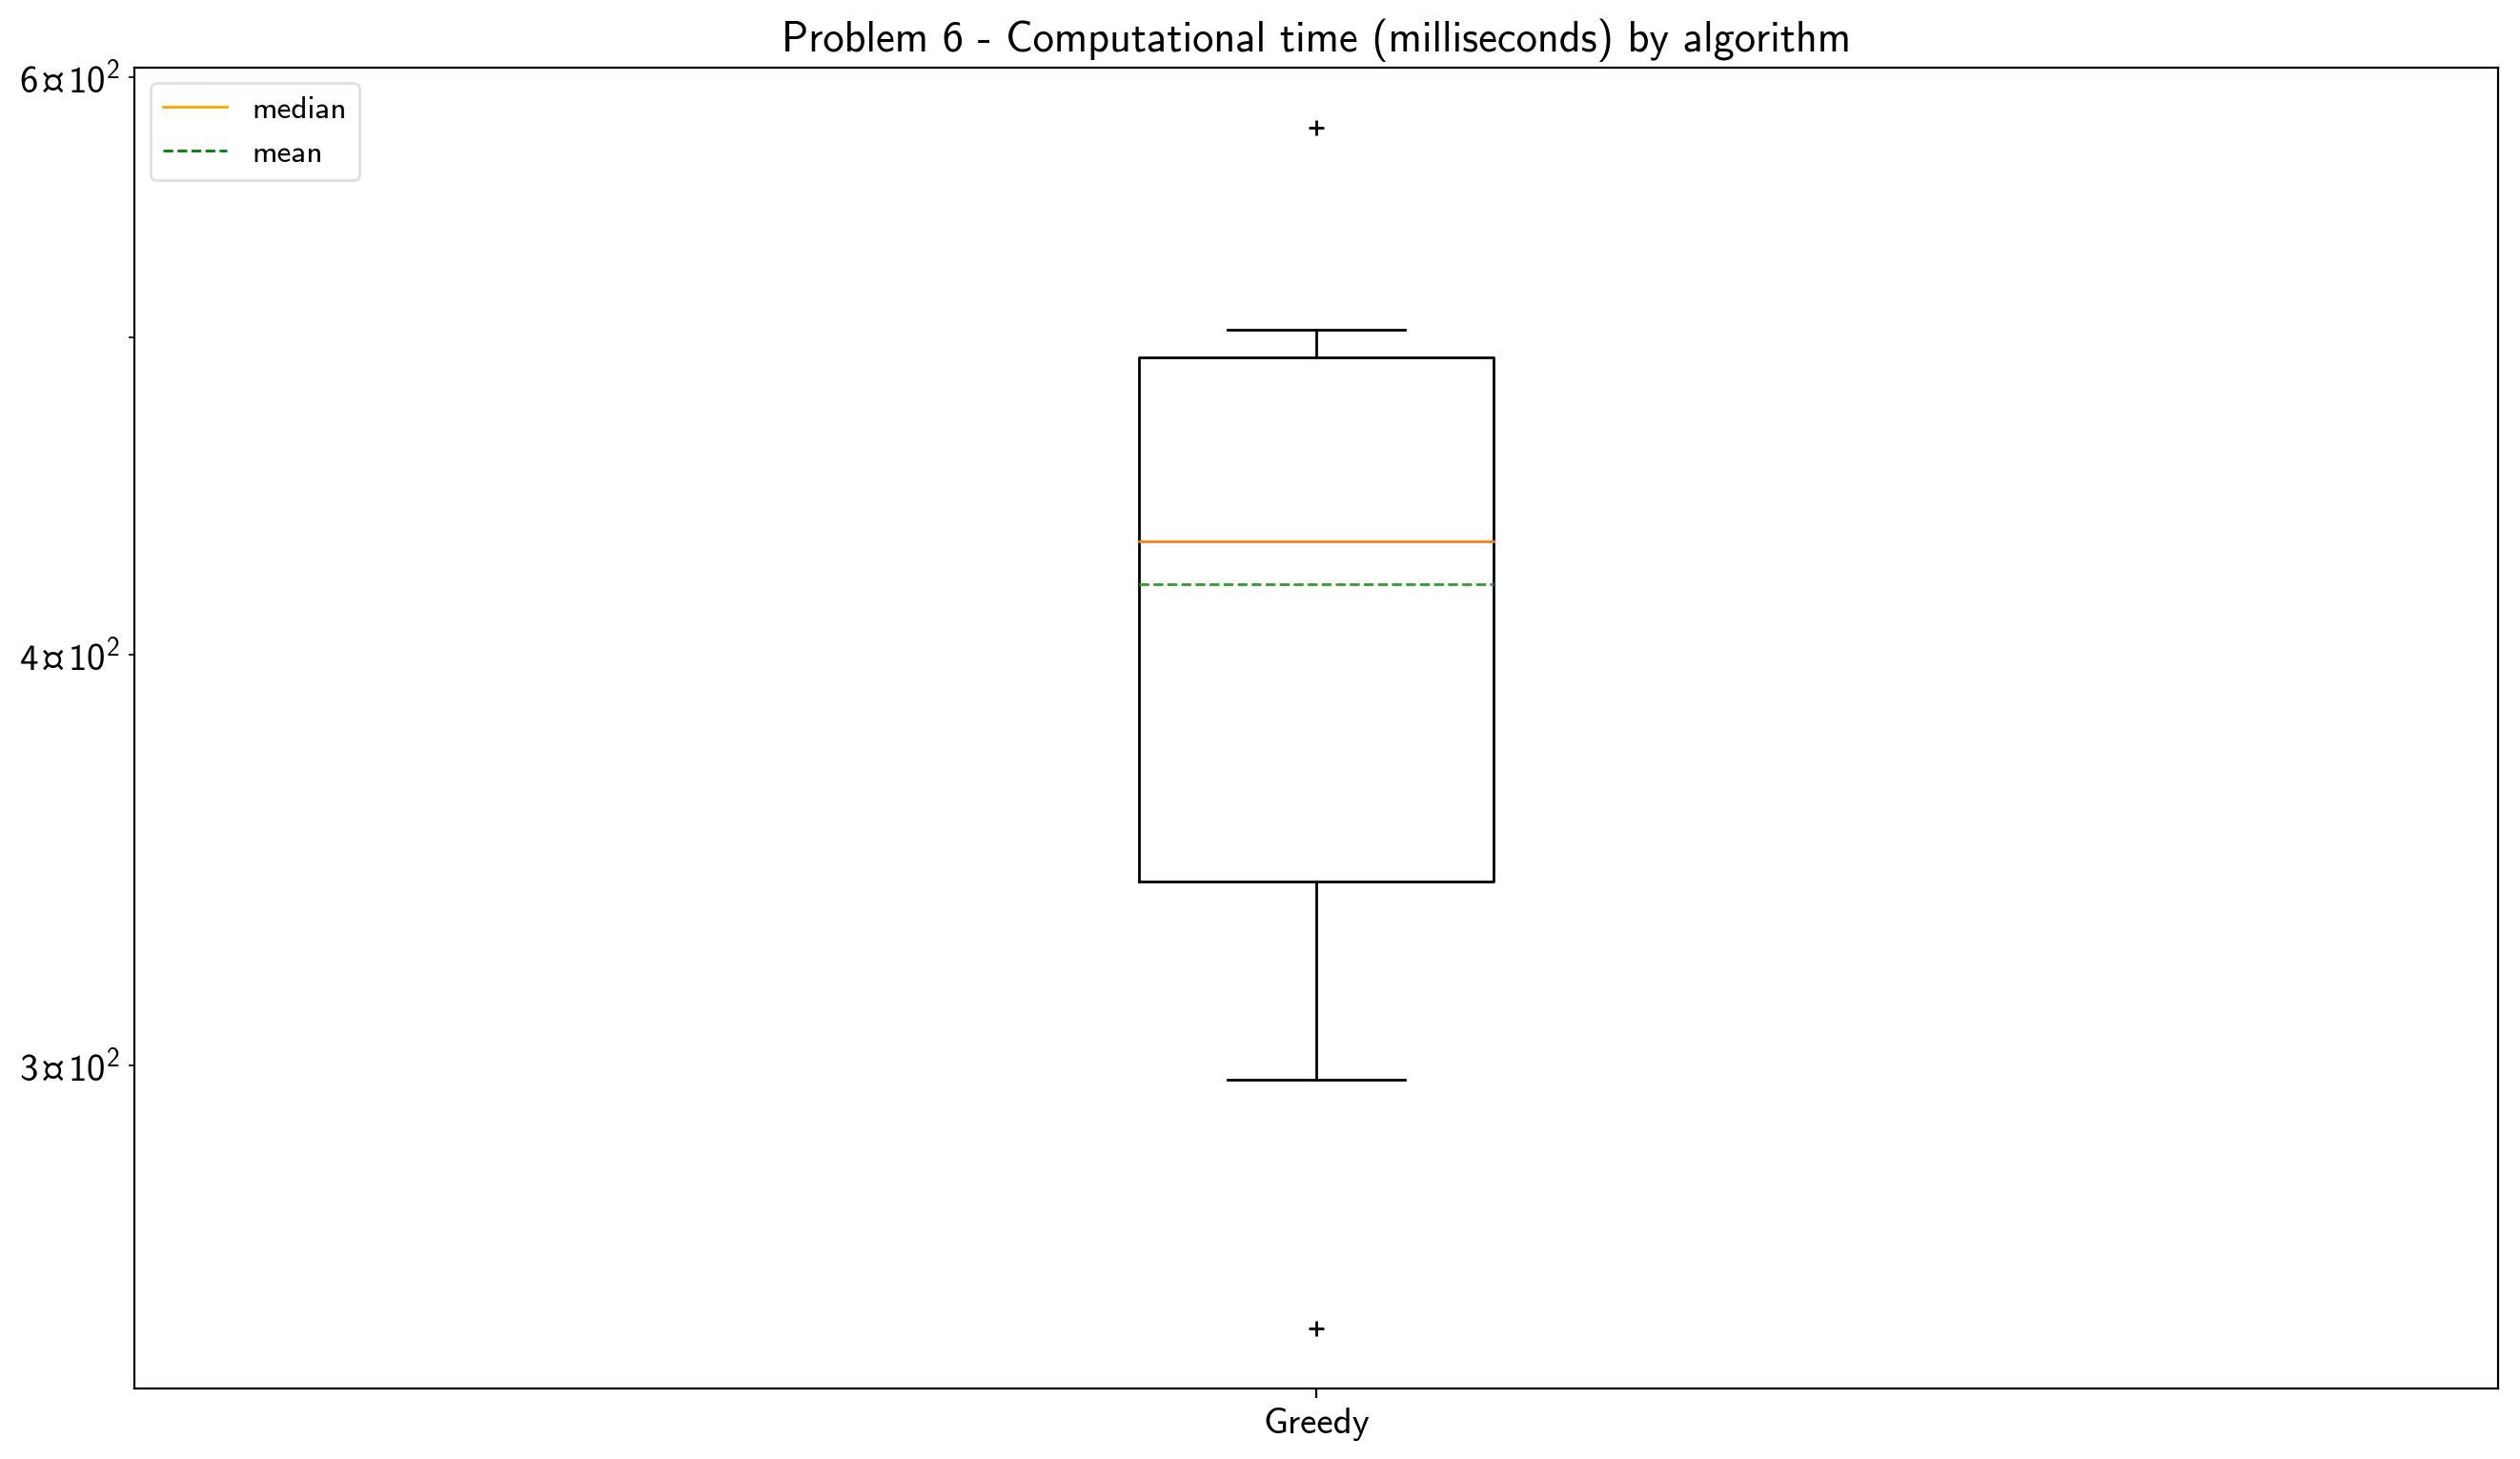 Problem 6 - Computational time (milliseconds) by algorithm
6¤10²
median
mean
4¤10²
3¤10²
Greedy